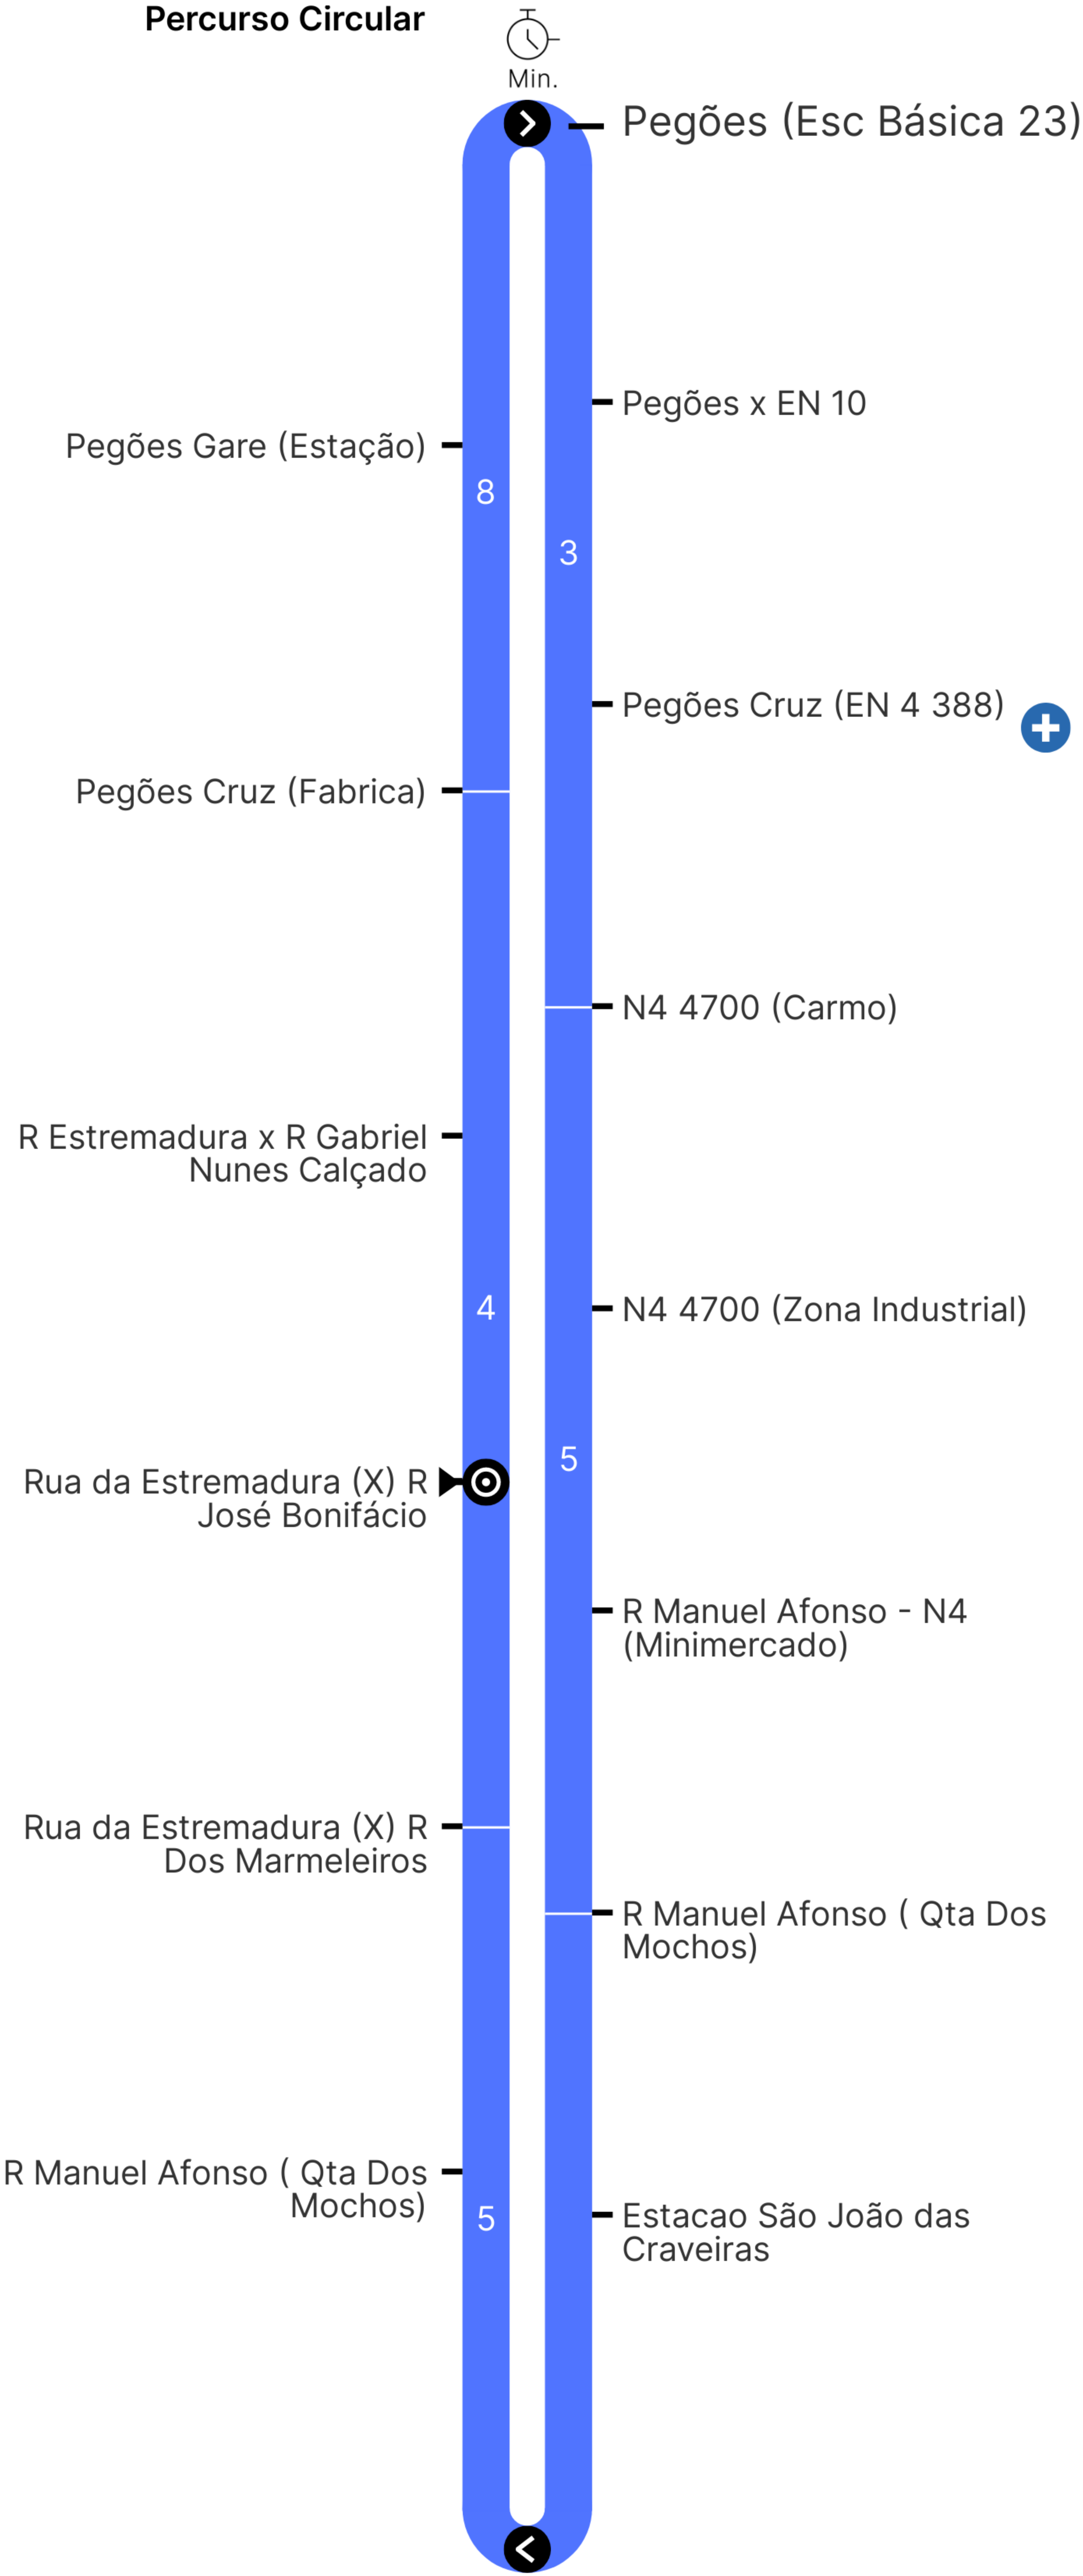 Percurso Circular
Min.
Pegões (Esc Básica 23)
Pegões x EN 10
Pegões Gare (Estação)
8
3
Pegões Cruz (EN 4 388)
Pegões Cruz (Fabrica)
N4 4700 (Carmo)
R Estremadura x R Gabriel
Nunes Calçado
4
N4 4700 (Zona Industrial)
5
Rua da Estremadura (X) R
José Bonifácio
R Manuel Afonso - N4
(Minimercado)
Rua da Estremadura (X) R
Dos Marmeleiros
R Manuel Afonso ( Qta Dos
Mochos)
R Manuel Afonso ( Qta Dos
Mochos)
5
Estacao São João das
Craveiras